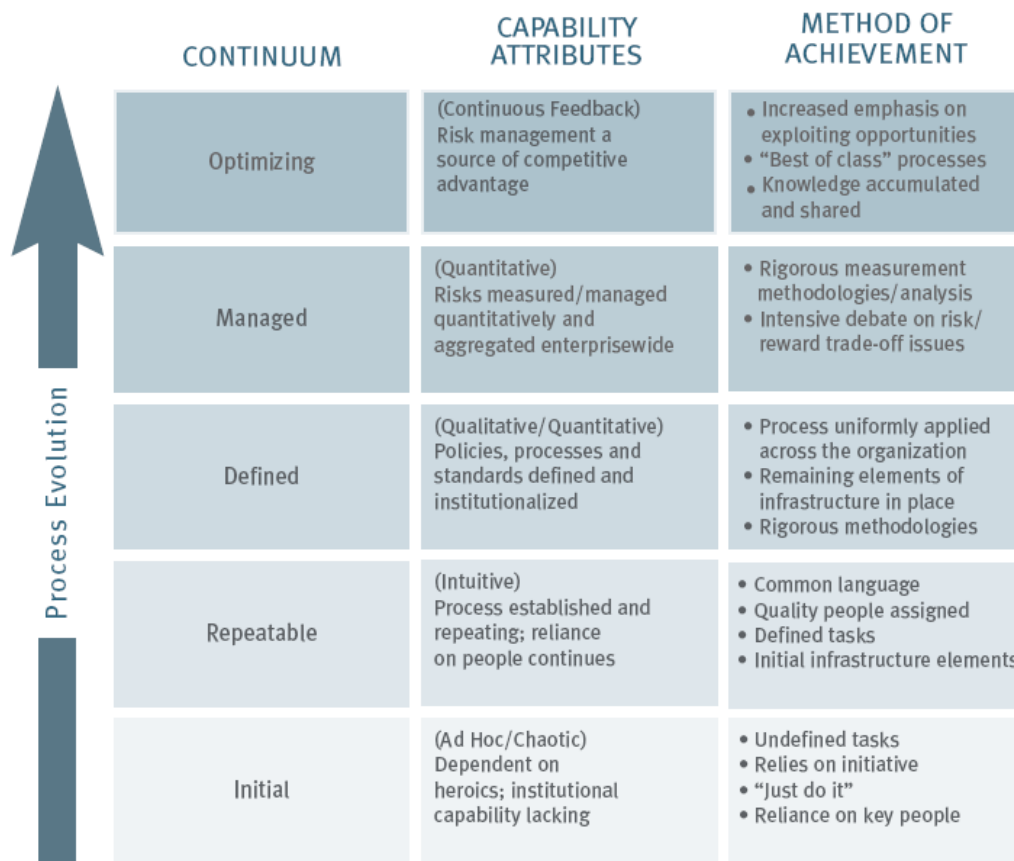 CONTINUUM
CAPABILITY
ATTRIBUTES
METHOD OF
ACHIEVEMENT
Process Evolution
Optimizing
(Continuous Feedback)
Risk management a
source of competitive
advantage
• Increased emphasis on
exploiting opportunities
• “Best of class” processes
• Knowledge accumulated
and shared
Managed
(Quantitative)
Risks measured/managed
quantitatively and
aggregated enterprisewide
• Rigorous measurement
methodologies/analysis
• Intensive debate on risk/
reward trade-off issues
Defined
(Qualitative/Quantitative)
Policies, processes and
standards defined and
institutionalized
• Process uniformly applied
across the organization
• Remaining elements of
infrastructure in place
• Rigorous methodologies
Repeatable
(Intuitive)
Process established and
repeating; reliance
on people continues
• Common language
• Quality people assigned
• Defined tasks
• Initial infrastructure elements
Initial
(Ad Hoc/Chaotic)
Dependent on
heroics; institutional
capability lacking
• Undefined tasks
• Relies on initiative
• “Just do it”
• Reliance on key people